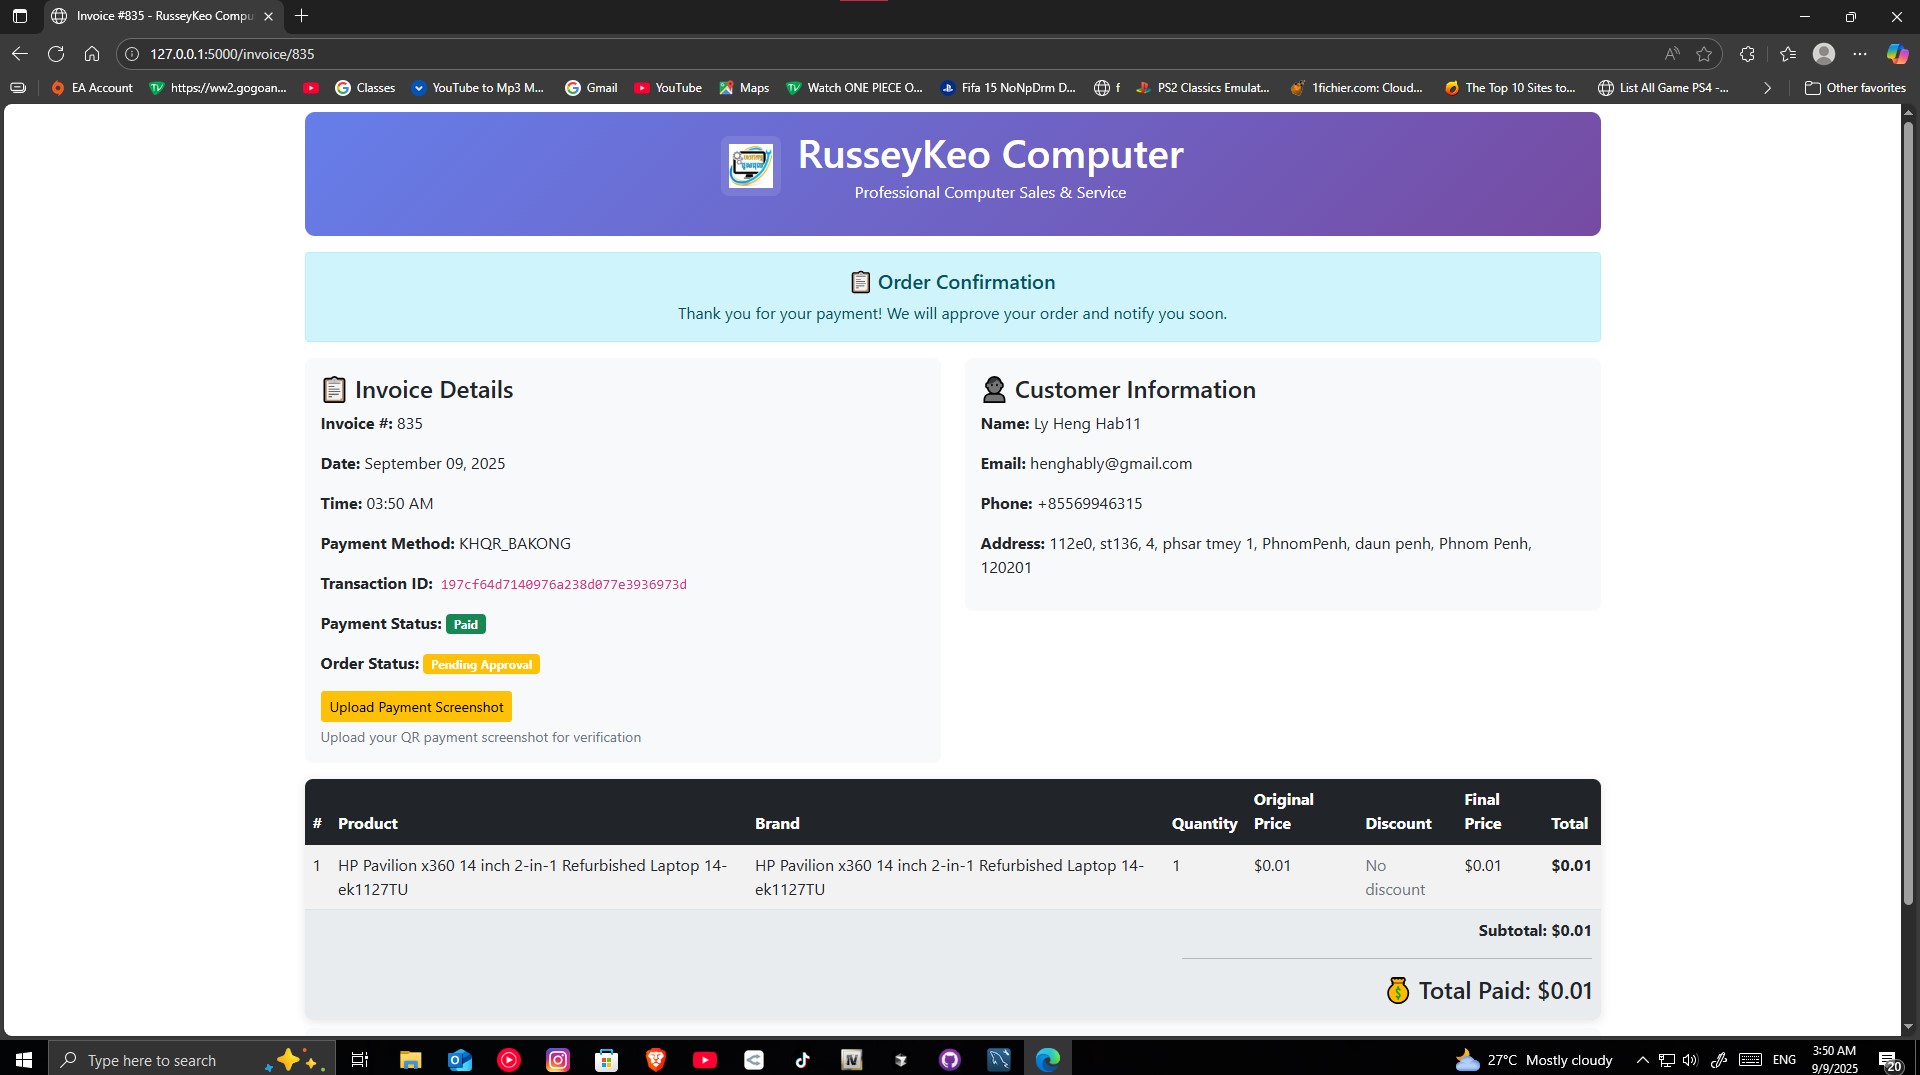 Invoice #835 - RusseyKeo Compu
127.0.0.1:5000/invoice/835
EA Account
https://ww2.gogoan...
Classes
YouTube to Mp3 M...
Gmail
YouTube
Maps
Watch ONE PIECE O...
Fifa 15 NoNpDrm D...
f
PS2 Classics Emulat...
1fichier.com: Cloud...
The Top 10 Sites to...
List All Game PS4 -...
Other favorites
RusseyKeo Computer
Professional Computer Sales & Service
Order Confirmation
Thank you for your payment! We will approve your order and notify you soon.
Invoice Details
Invoice #: 835
Date: September 09, 2025
Time: 03:50 AM
Payment Method: KHQR_BAKONG
Transaction ID: 197cf64d7140976a238d077e3936973d
Payment Status: Paid
Order Status: Pending Approval
Upload Payment Screenshot
Upload your QR payment screenshot for verification
Customer Information
Name: Ly Heng Hab11
Email: henghably@gmail.com
Phone: +85569946315
Address: 112e0, st136, 4, phsar tmey 1, PhnomPenh, daun penh, Phnom Penh,
120201
# Product Brand Quantity Original Price Discount Final Price Total
1 HP Pavilion x360 14 inch 2-in-1 Refurbished Laptop 14-
ek1127TU
HP Pavilion x360 14 inch 2-in-1 Refurbished Laptop 14-
ek1127TU
1 $0.01 No discount $0.01 $0.01
Subtotal: $0.01
Total Paid: $0.01
Type here to search
27°C Mostly cloudy
ENG
3:50 AM
9/9/2025
20